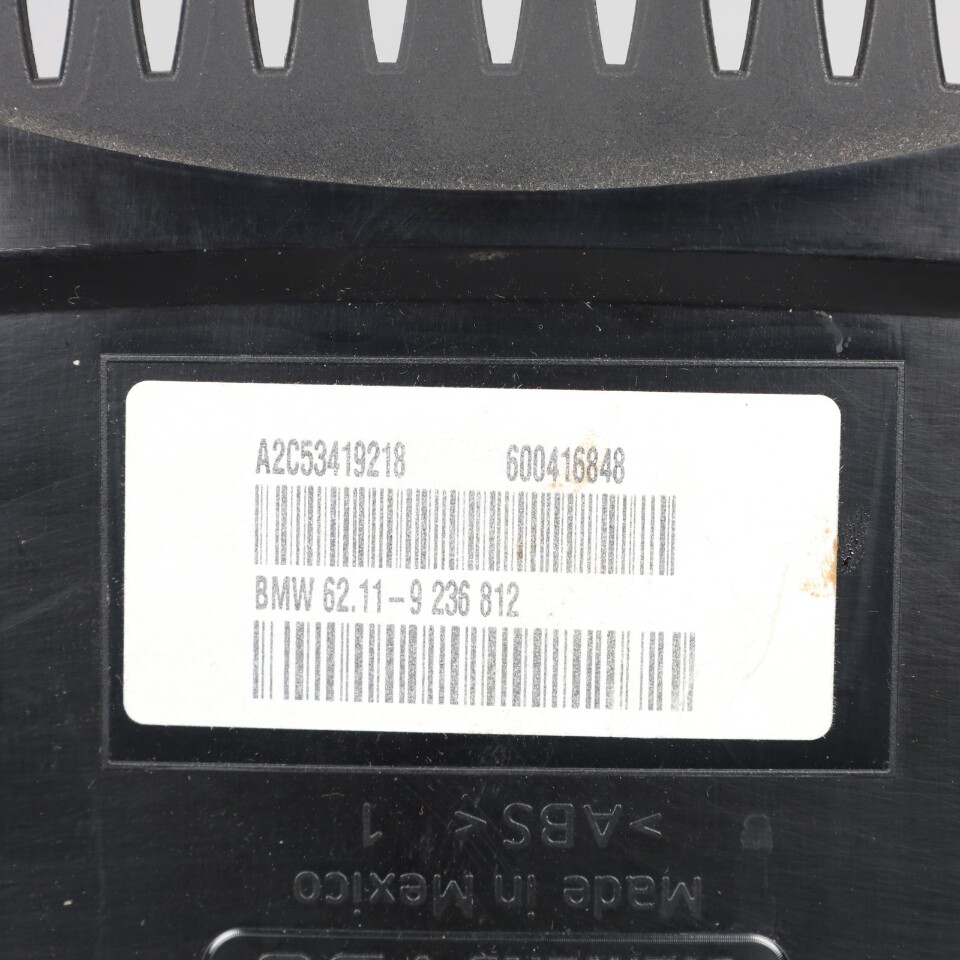 A2C53419218 600416848
BMW 62.11-9 236 812
>ABS< 1
Made in Mexico